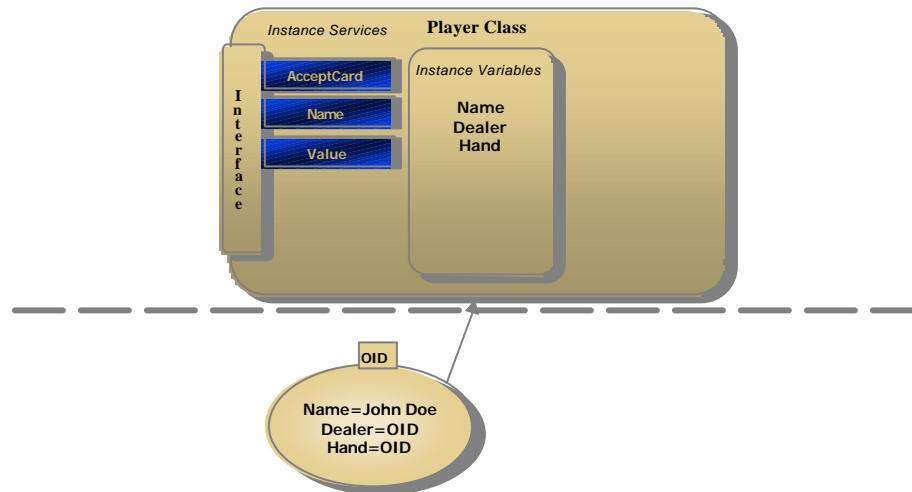 Player Class
Instance Services
Interface
AcceptCard
Name
Value
Instance Variables
Name
Dealer
Hand
OID
Name=John Doe
Dealer=OID
Hand=OID